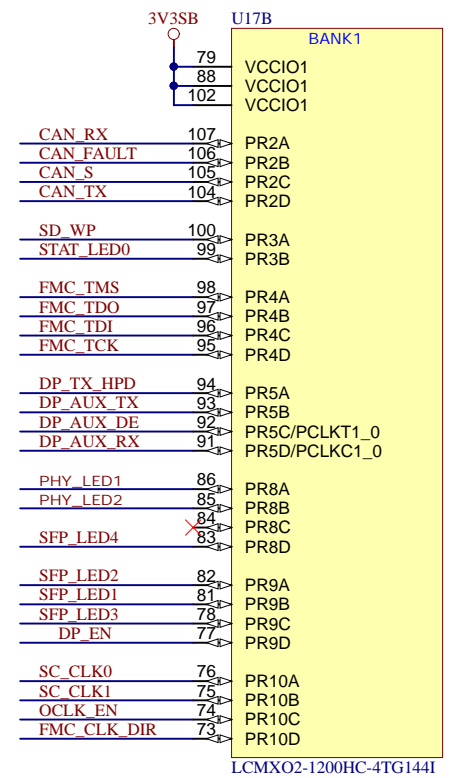 3V3SB U17B
BANK1
79 VCCIO1
88 VCCIO1
102 VCCIO1
CAN_RX 107 PR2A
CAN_FAULT 106 PR2B
CAN_S 105 PR2C
CAN_TX 104 PR2D
SD_WP 100 PR3A
STAT_LED0 99 PR3B
FMC_TMS 98 PR4A
FMC_TDO 97 PR4B
FMC_TDI 96 PR4C
FMC_TCK 95 PR4D
DP_TX_HPD 94 PR5A
DP_AUX_TX 93 PR5B
DP_AUX_DE 92 PR5C/PCLKT1_0
DP_AUX_RX 91 PR5D/PCLKC1_0
PHY_LED1 86 PR8A
PHY_LED2 85 PR8B
84 PR8C
SFP_LED4 83 PR8D
SFP_LED2 82 PR9A
SFP_LED1 81 PR9B
SFP_LED3 78 PR9C
DP_EN 77 PR9D
SC_CLK0 76 PR10A
SC_CLK1 75 PR10B
OCLK_EN 74 PR10C
FMC_CLK_DIR 73 PR10D
LCMXO2-1200HC-4TG144I